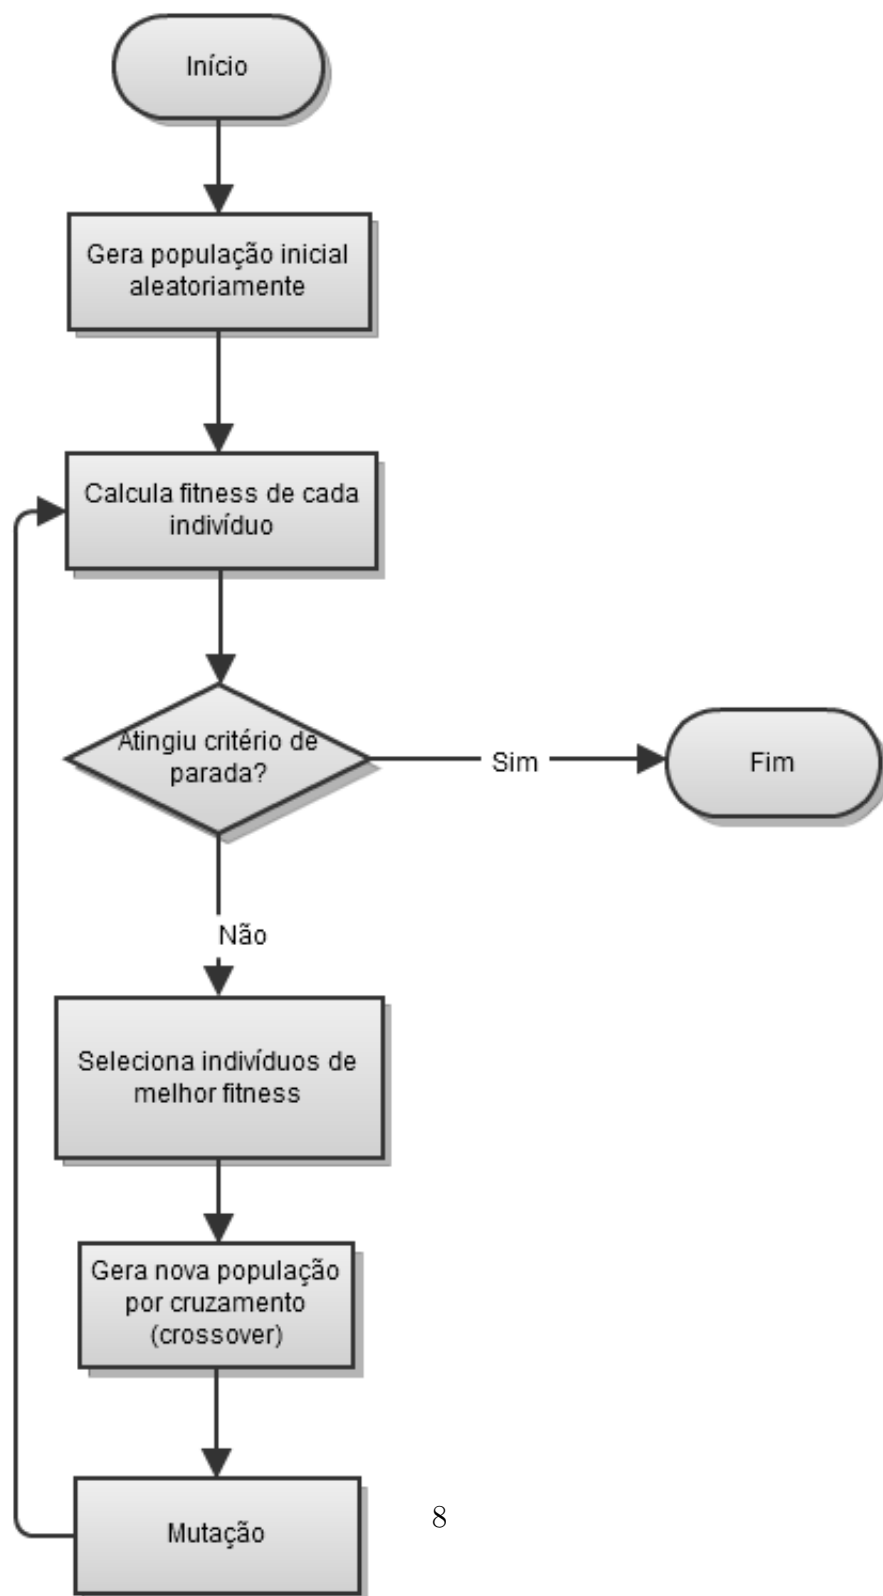 Início
Gera população inicial
aleatoriamente
Calcula fitness de cada
indivíduo
Atingiu critério de
parada?
Sim
Fim
Não
Seleciona indivíduos de
melhor fitness
Gera nova população
por cruzamento
(crossover)
Mutação
8